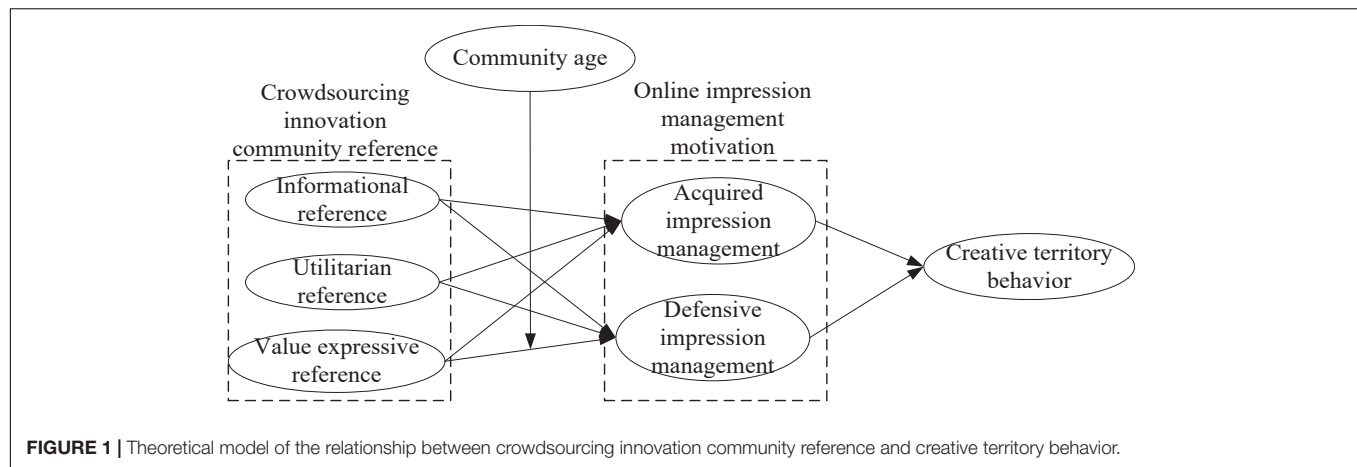 Community age
Crowdsourcing
innovation
community reference
Online impression
management
motivation
Informational
reference
Utilitarian
reference
Value expressive
reference
Acquired
impression
management
Defensive
impression
management
Creative territory
behavior
FIGURE 1 | Theoretical model of the relationship between crowdsourcing innovation community reference and creative territory behavior.